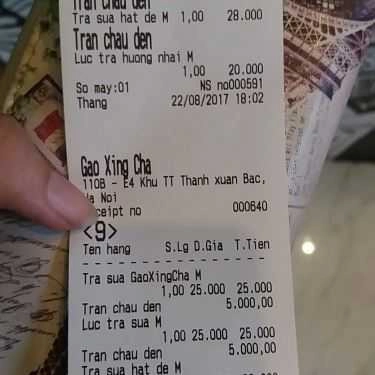 Tran chau den
Tra sua hat de M 1,00 28.000
Tran chau den
Luc tra huong nhai M
1,00 20.000
So may:01 NS no000591
Thang 22/08/2017 18:02
Gao Xing Cha
110B - E4 Khu TT Thanh xuan Bac,
Noi
receipt no 000640
<9>
Ten hang S.Lg D.Gia T.Tien
Tra sua GaoXingCha M
1,00 25.000 25.000
Tran chau den 5.000,00
Luc tra sua M
1,00 25.000 25.000
Tran chau den 5.000,00
Tra sua hat de M